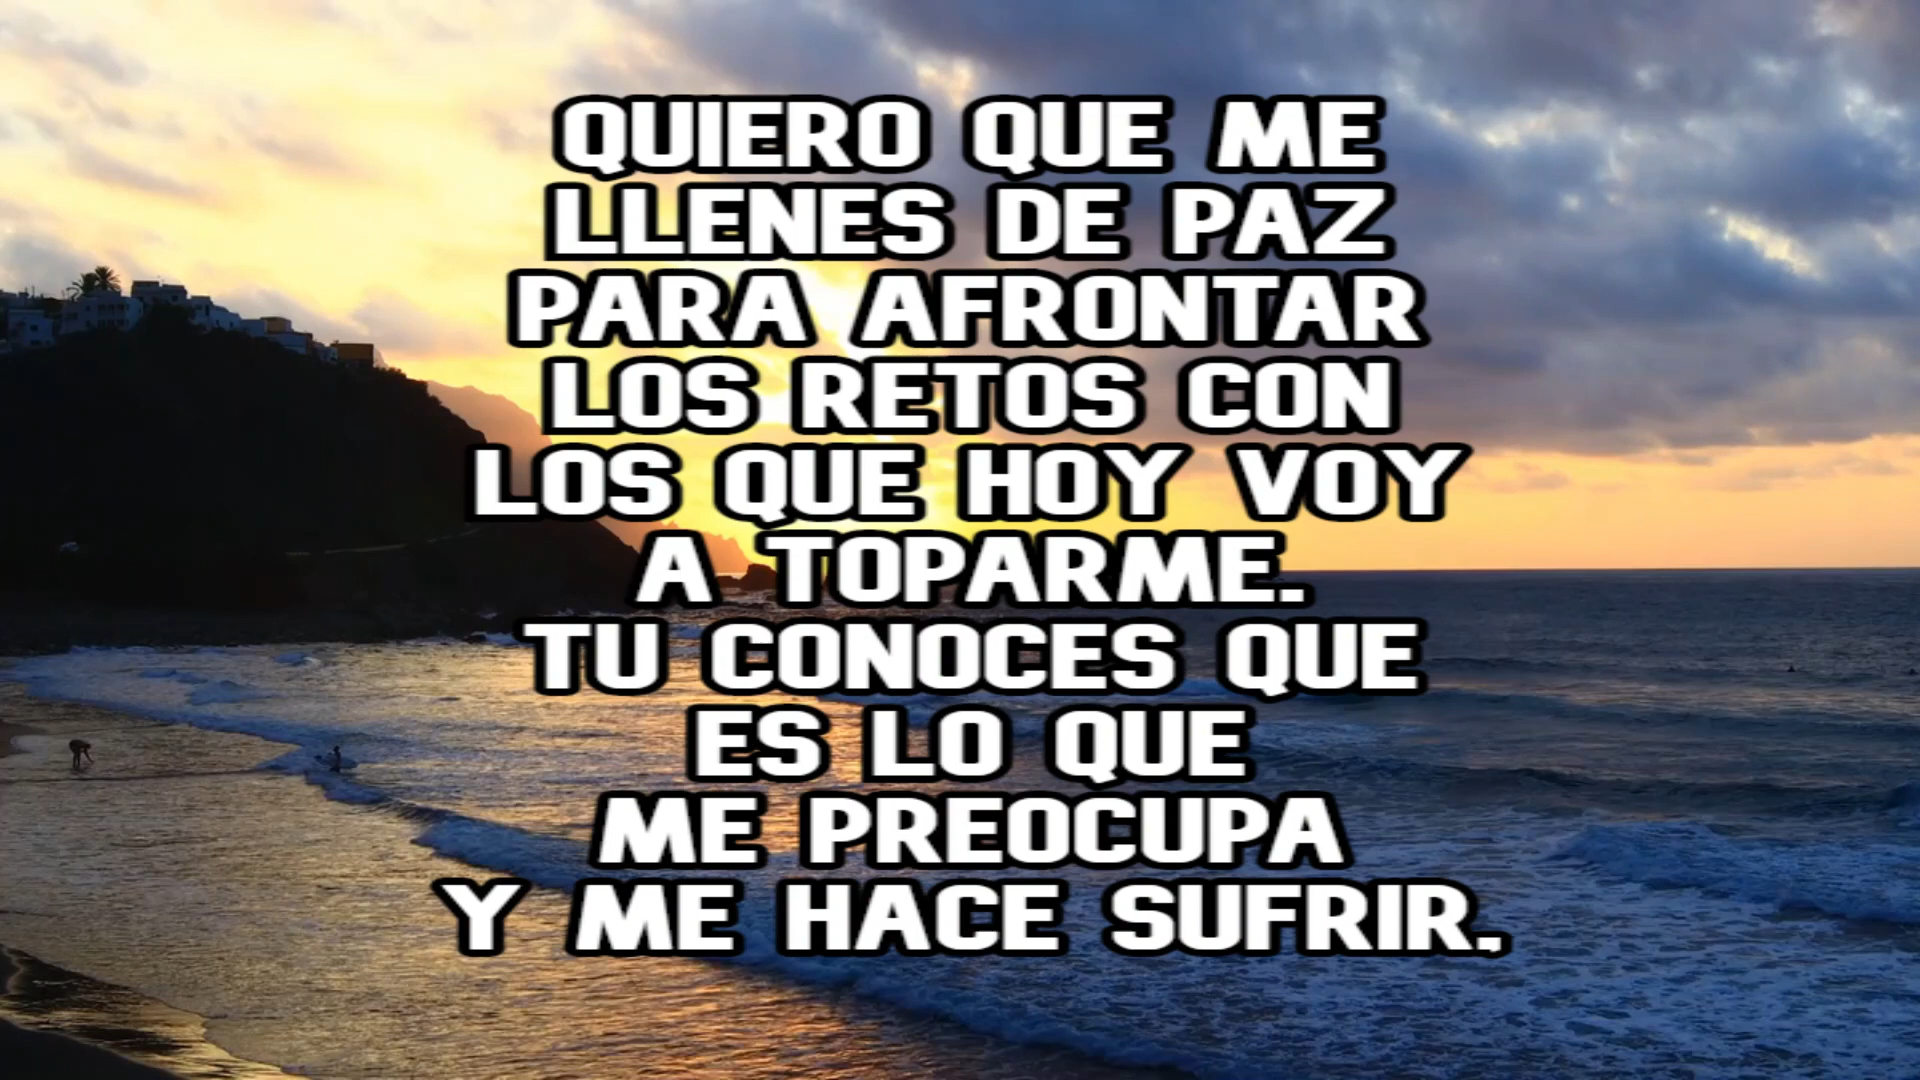 QUIERO QUE ME
LLENES DE PAZ
PARA AFRONTAR
LOS RETOS CON
LOS QUE HOY VOY
A TOPARME.
TU CONOCES QUE
ES LO QUE
ME PREOCUPA
Y ME HACE SUFRIR,